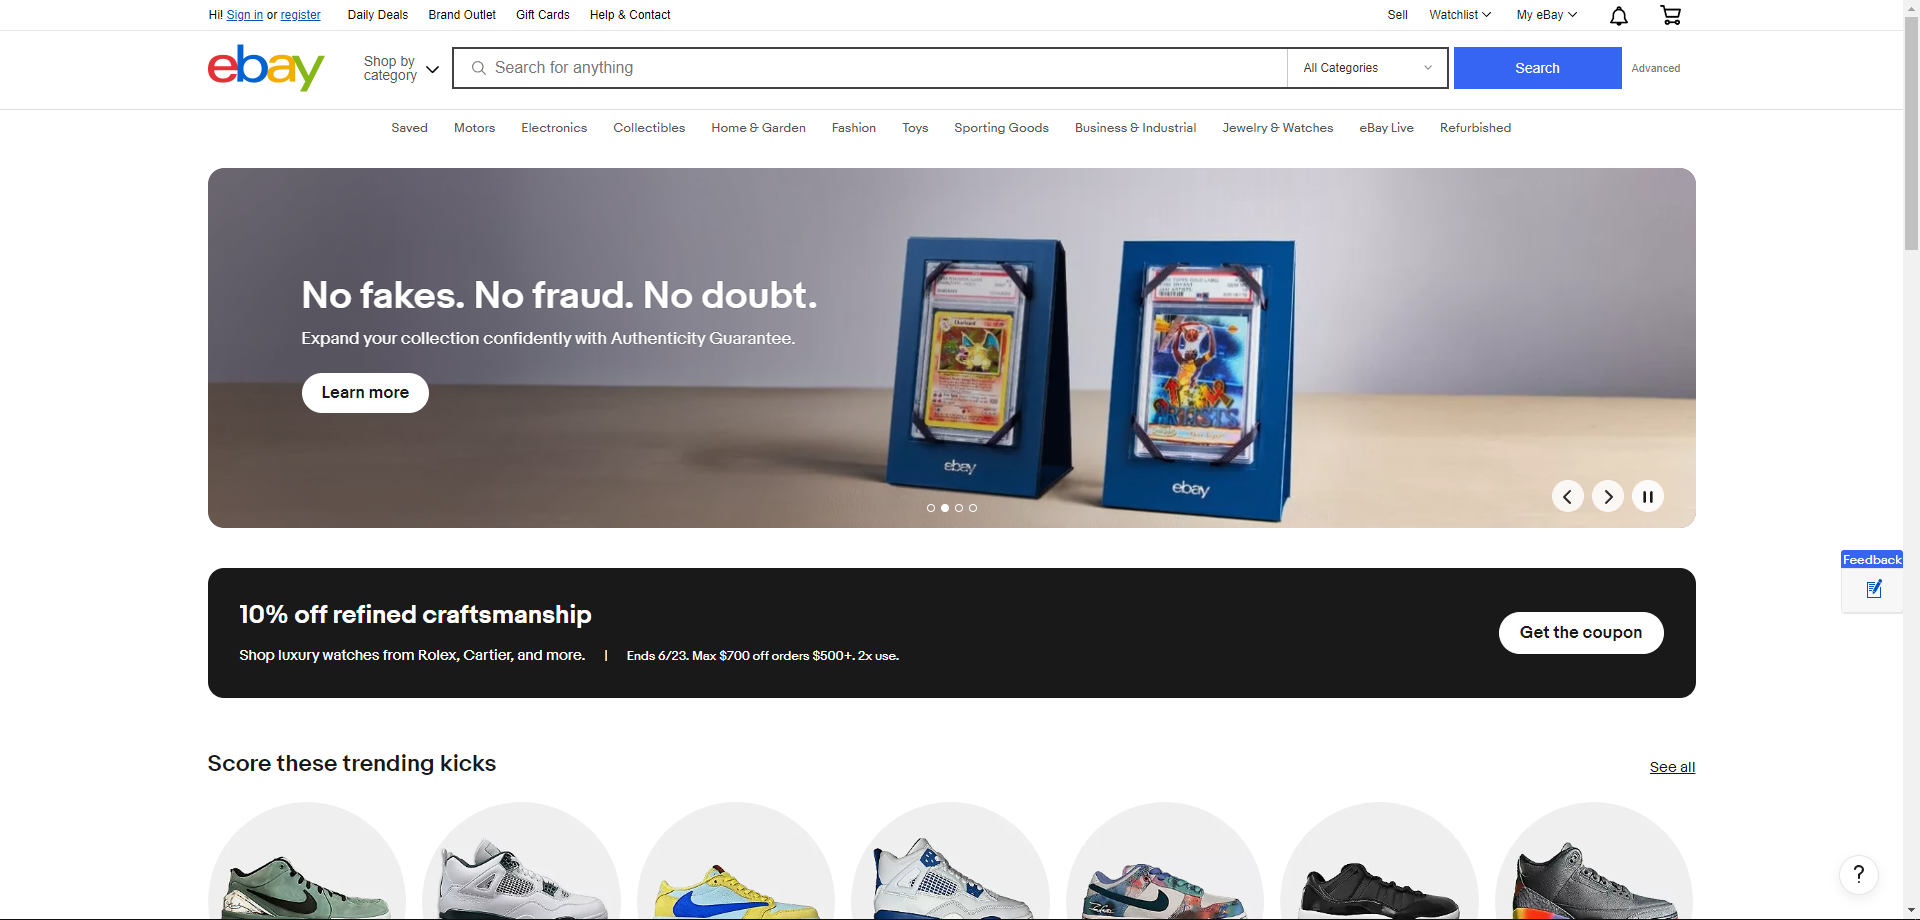 Hi! Sign in or register
Daily Deals
Brand Outlet
Gift Cards
Help & Contact
Sell
Watchlist
My eBay
ebay
Shop by
category
Search for anything
All Categories
Search
Advanced
Saved
Motors
Electronics
Collectibles
Home & Garden
Fashion
Toys
Sporting Goods
Business & Industrial
Jewelry & Watches
eBay Live
Refurbished
No fakes. No fraud. No doubt.
Expand your collection confidently with Authenticity Guarantee.
Learn more
Charizard
ARTISTS
ebay
ebay
Feedback
10% off refined craftsmanship
Shop luxury watches from Rolex, Cartier, and more. | Ends 6/23. Max $700 off orders $500+. 2x use.
Get the coupon
Score these trending kicks
See all
?